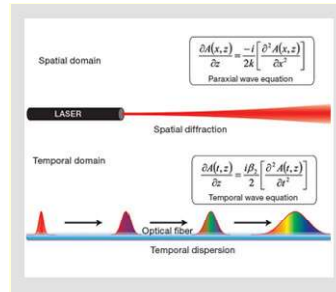 Spatial domain
∂A(x,z)/∂z = -i/2k [∂²A(x,z)/∂x²]
Paraxial wave equation
LASER
Spatial diffraction
Temporal domain
∂A(t,z)/∂z = iβ₂/2 [∂²A(t,z)/∂t²]
Temporal wave equation
Optical fiber
Temporal dispersion